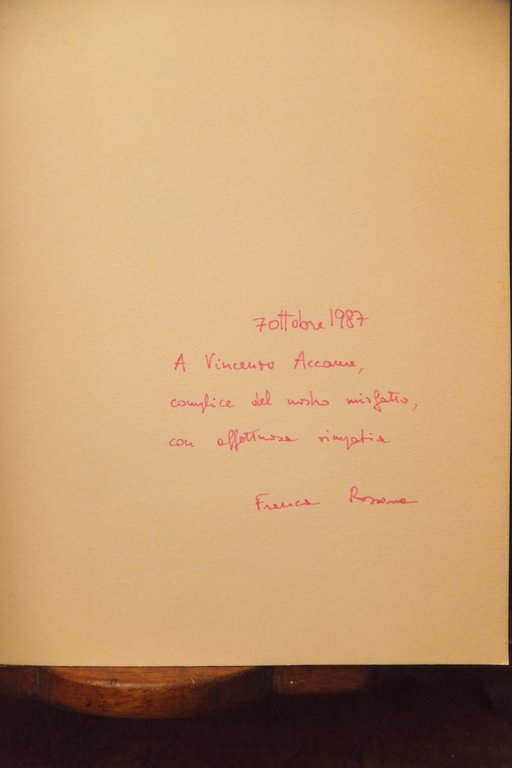 7 ottobre 1987
A Vincenzo Accame,
complice del nostro misfatto,
con affettuosa simpatia
Franca Rossana